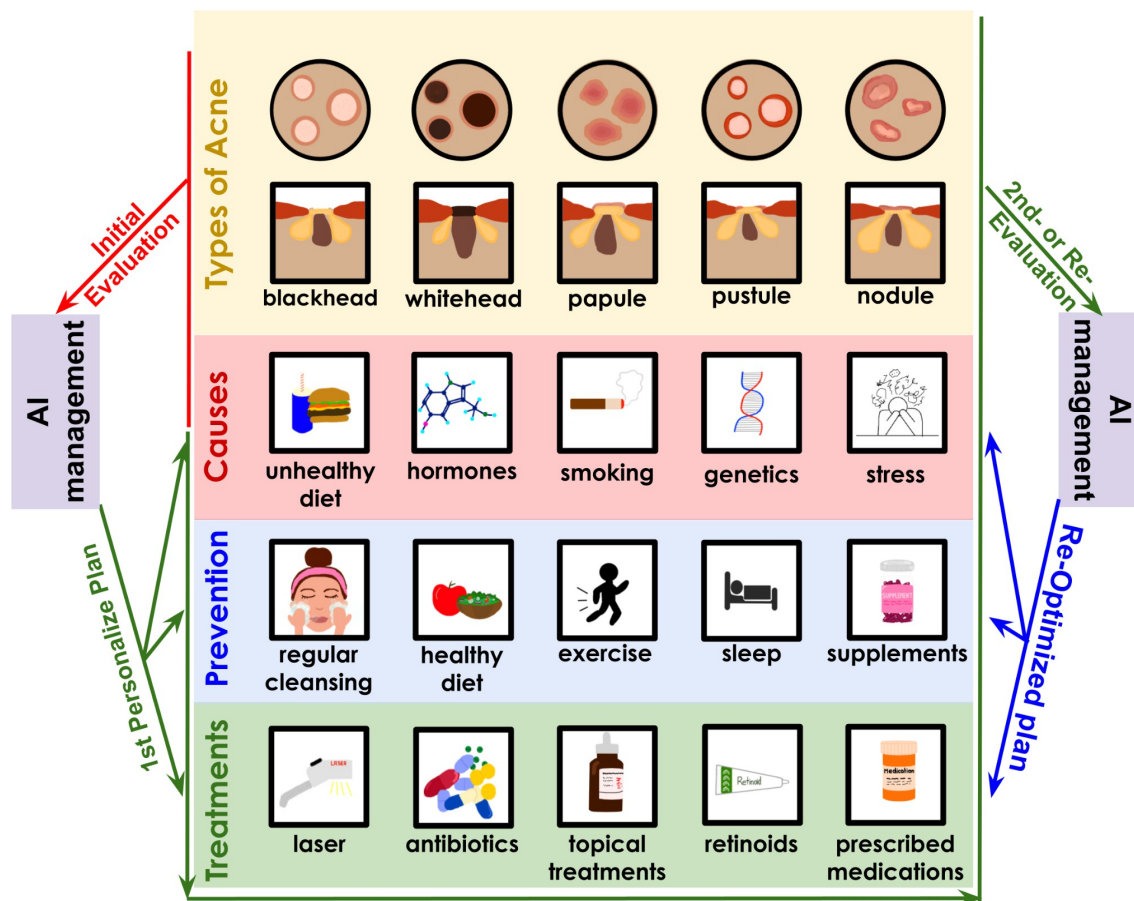 Types of Acne
blackhead
whitehead
papule
pustule
nodule
Initial
Evaluation
2nd- or Re-
Evaluation
AI
management
AI
management
Causes
unhealthy
diet
hormones
smoking
genetics
stress
1st Personalize Plan
Re-Optimized plan
Prevention
regular
cleansing
healthy
diet
exercise
sleep
SUPPLEMENT
supplements
Treatments
LASER
laser
antibiotics
topical
treatments
Retinoid
retinoids
Medication
prescribed
medications